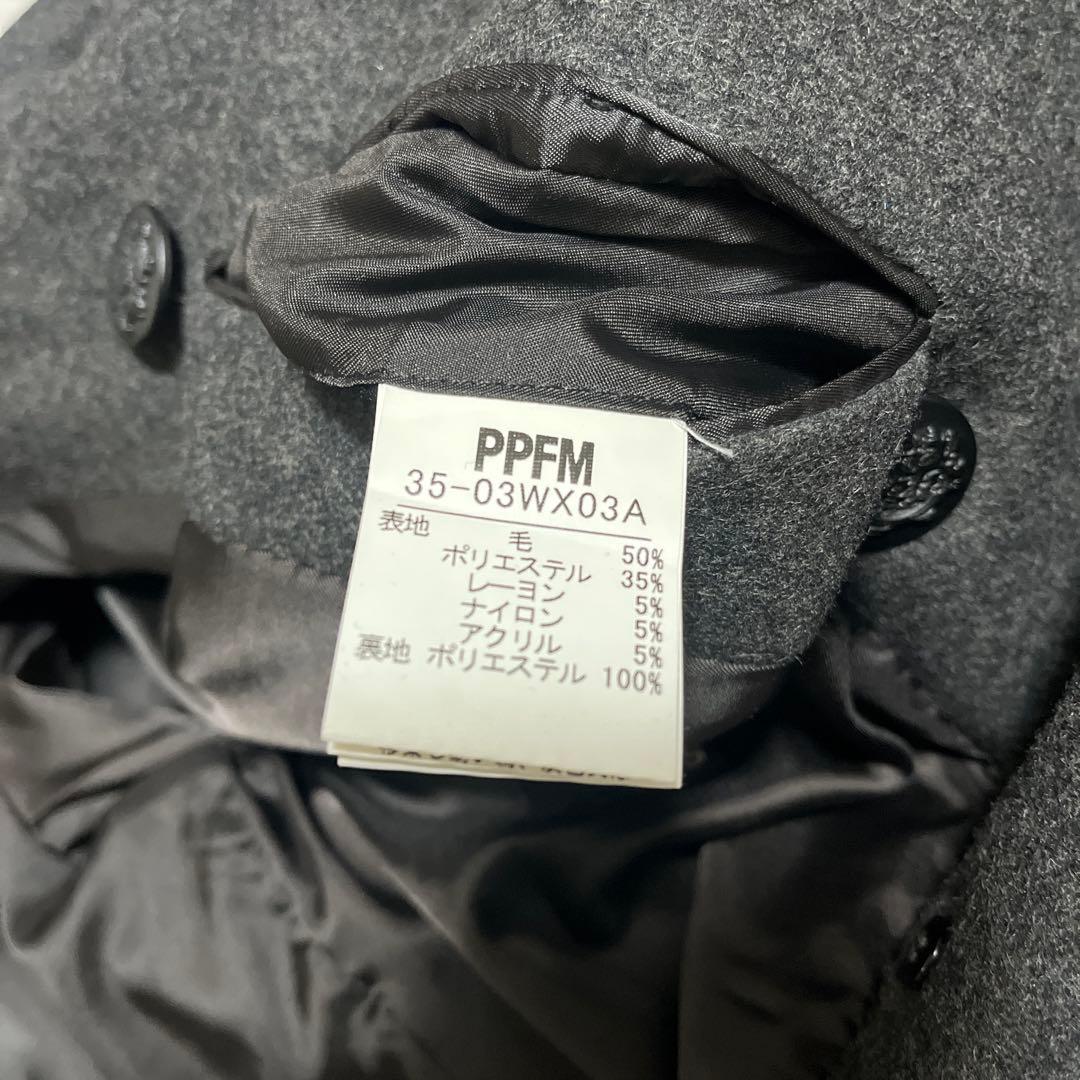 PPFM
35-03WX03A
表地 毛 50%
ポリエステル 35%
レーヨン 5%
ナイロン 5%
アクリル 5%
裏地 ポリエステル 100%